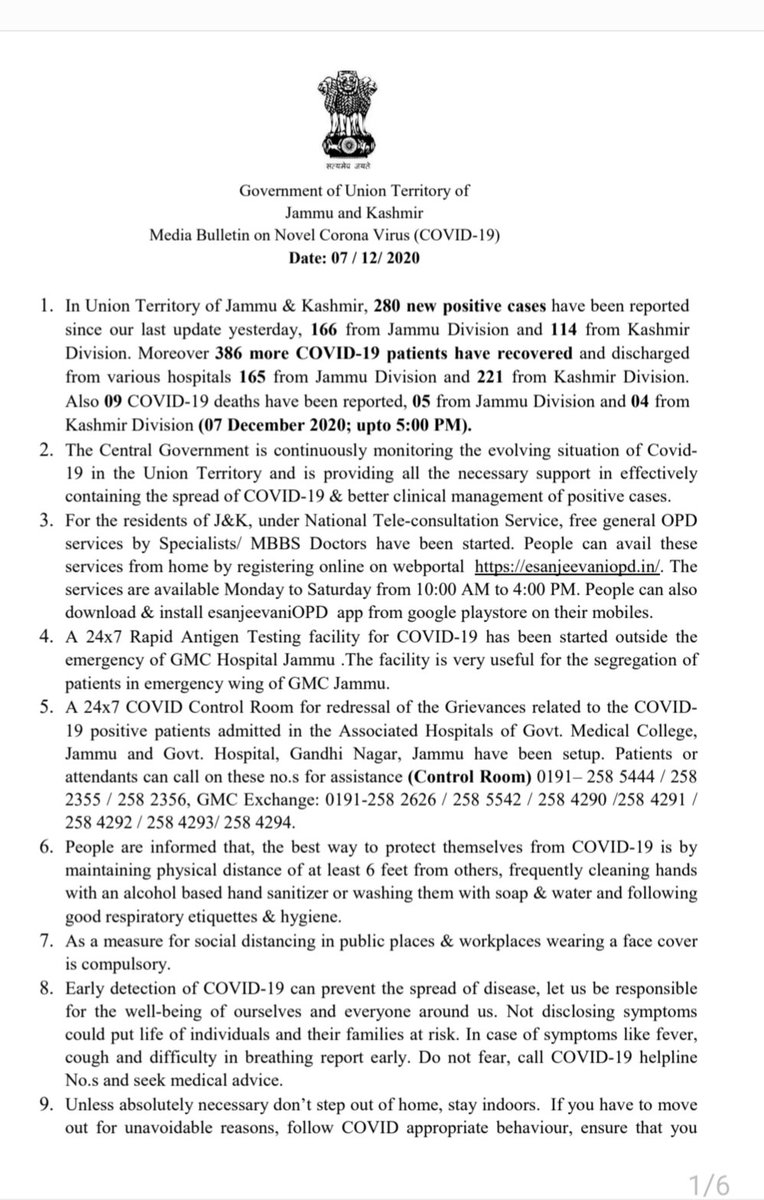 सत्यमेव जयते
Government of Union Territory of
Jammu and Kashmir
Media Bulletin on Novel Corona Virus (COVID-19)
Date: 07 / 12/ 2020
1. In Union Territory of Jammu & Kashmir, 280 new positive cases have been reported
since our last update yesterday, 166 from Jammu Division and 114 from Kashmir
Division. Moreover 386 more COVID-19 patients have recovered and discharged
from various hospitals 165 from Jammu Division and 221 from Kashmir Division.
Also 09 COVID-19 deaths have been reported, 05 from Jammu Division and 04 from
Kashmir Division (07 December 2020; upto 5:00 PM).
2. The Central Government is continuously monitoring the evolving situation of Covid-
19 in the Union Territory and is providing all the necessary support in effectively
containing the spread of COVID-19 & better clinical management of positive cases.
3. For the residents of J&K, under National Tele-consultation Service, free general OPD
services by Specialists/ MBBS Doctors have been started. People can avail these
services from home by registering online on webportal https://esanjeevaniopd.in/. The
services are available Monday to Saturday from 10:00 AM to 4:00 PM. People can also
download & install esanjeevaniOPD app from google playstore on their mobiles.
4. A 24x7 Rapid Antigen Testing facility for COVID-19 has been started outside the
emergency of GMC Hospital Jammu .The facility is very useful for the segregation of
patients in emergency wing of GMC Jammu.
5. A 24x7 COVID Control Room for redressal of the Grievances related to the COVID-
19 positive patients admitted in the Associated Hospitals of Govt. Medical College,
Jammu and Govt. Hospital, Gandhi Nagar, Jammu have been setup. Patients or
attendants can call on these no.s for assistance (Control Room) 0191– 258 5444 / 258
2355 / 258 2356, GMC Exchange: 0191-258 2626 / 258 5542 / 258 4290 /258 4291 /
258 4292 / 258 4293/ 258 4294.
6. People are informed that, the best way to protect themselves from COVID-19 is by
maintaining physical distance of at least 6 feet from others, frequently cleaning hands
with an alcohol based hand sanitizer or washing them with soap & water and following
good respiratory etiquettes & hygiene.
7. As a measure for social distancing in public places & workplaces wearing a face cover
is compulsory.
8. Early detection of COVID-19 can prevent the spread of disease, let us be responsible
for the well-being of ourselves and everyone around us. Not disclosing symptoms
could put life of individuals and their families at risk. In case of symptoms like fever,
cough and difficulty in breathing report early. Do not fear, call COVID-19 helpline
No.s and seek medical advice.
9. Unless absolutely necessary don’t step out of home, stay indoors. If you have to move
out for unavoidable reasons, follow COVID appropriate behaviour, ensure that you
1/6